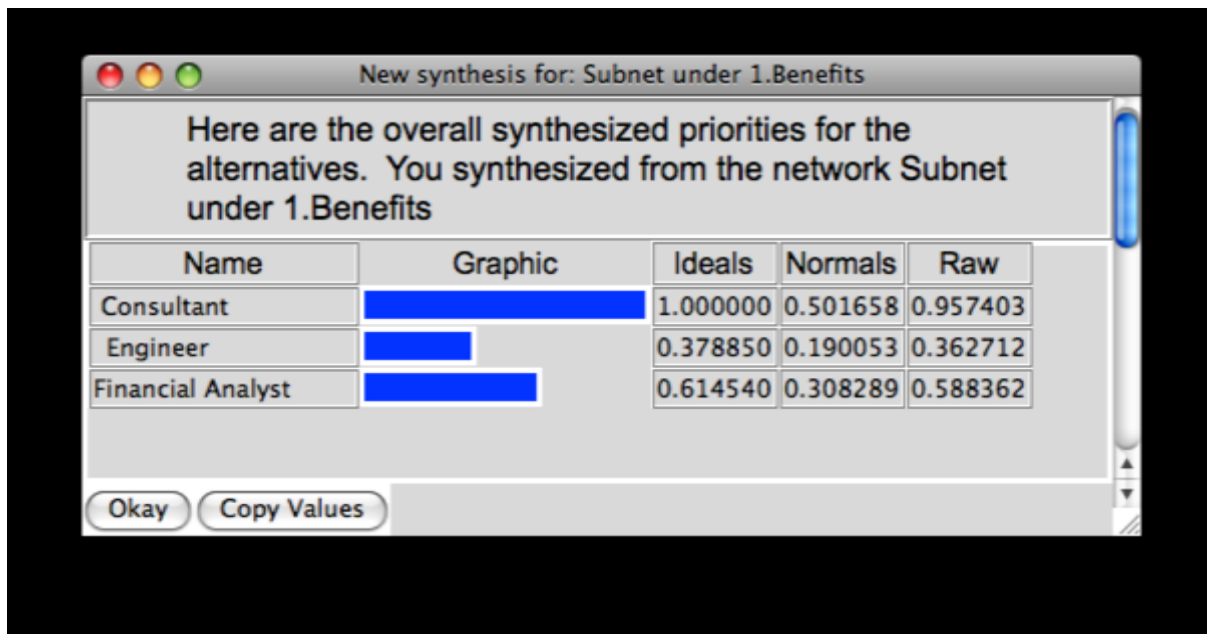 New synthesis for: Subnet under 1.Benefits
Here are the overall synthesized priorities for the
alternatives.  You synthesized from the network Subnet
under 1.Benefits
Name Graphic Ideals Normals Raw
Consultant 1.000000 0.501658 0.957403
Engineer 0.378850 0.190053 0.362712
Financial Analyst 0.614540 0.308289 0.588362
Okay Copy Values